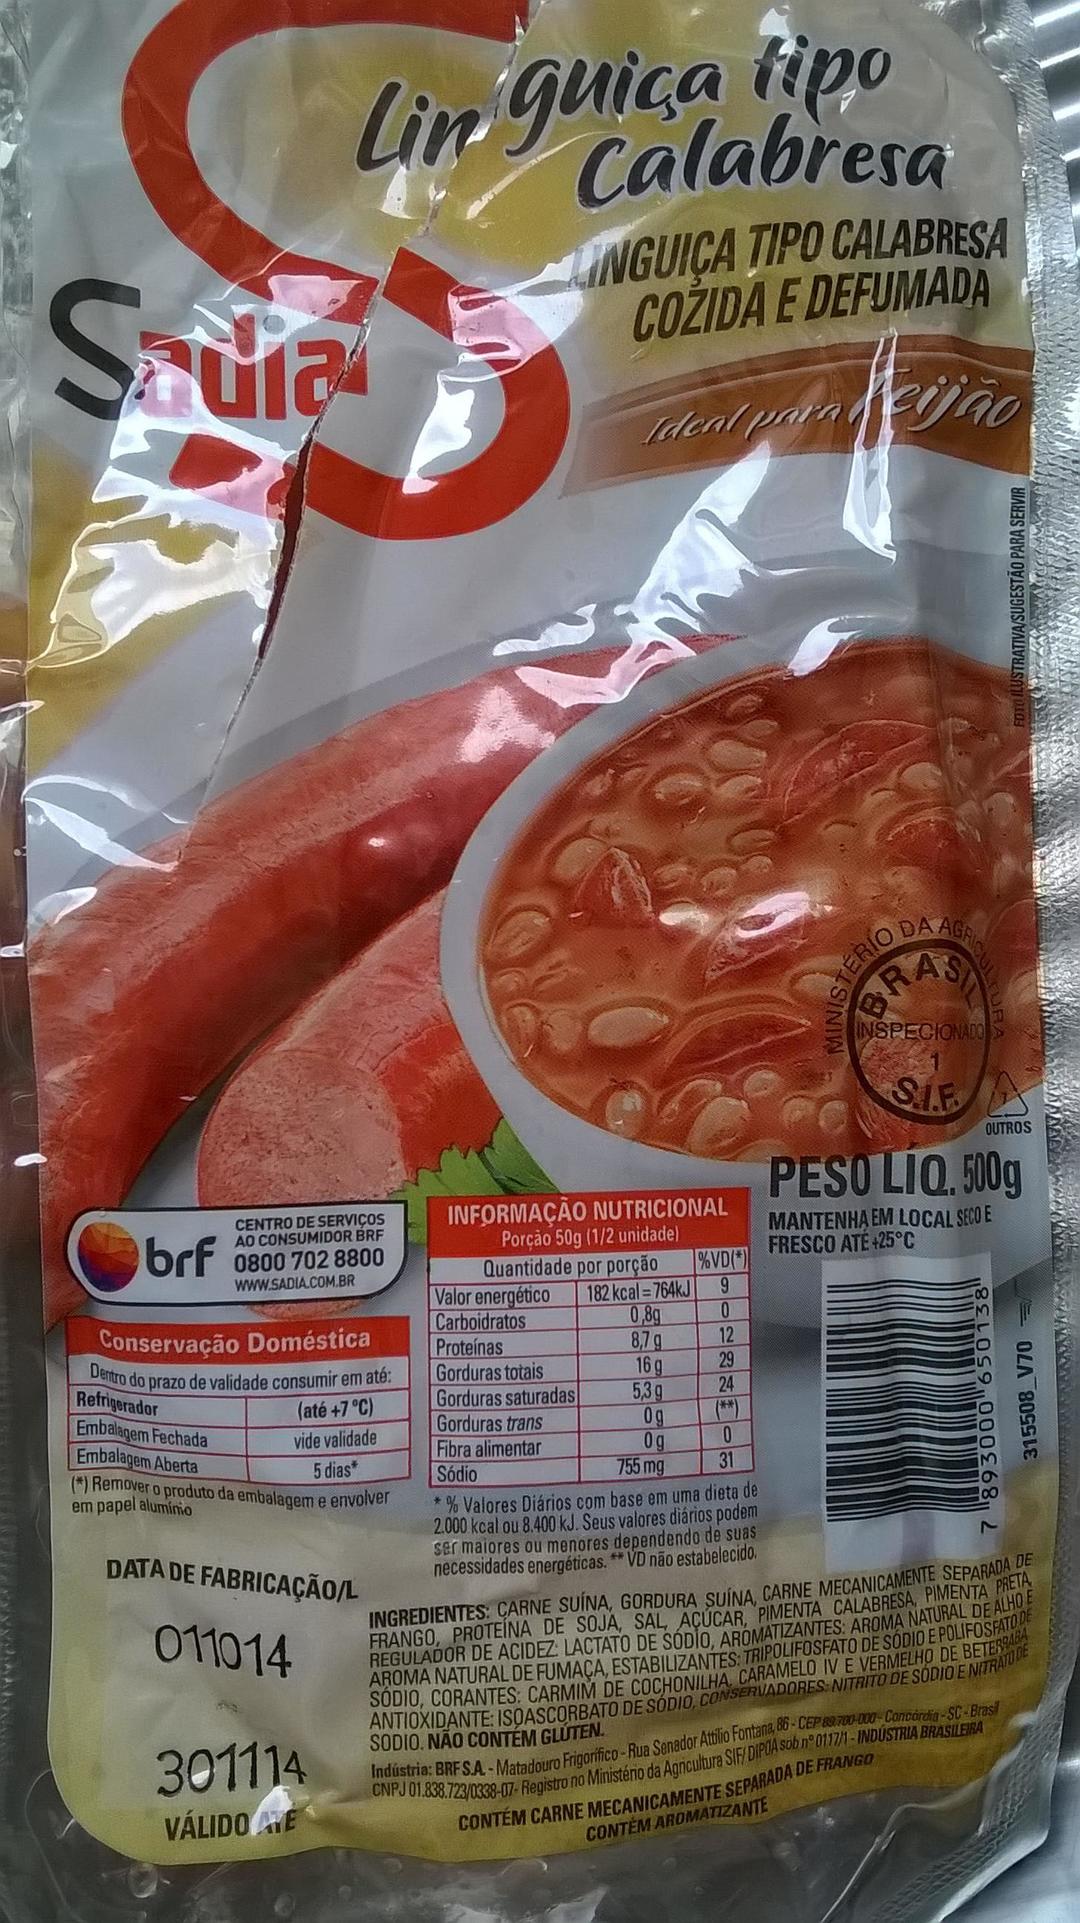 Linguiça tipo
Calabresa
Sadia
LINGUIÇA TIPO CALABRESA
COZIDA E DEFUMADA
Ideal para Feijão
FOTO ILUSTRATIVA/SUGESTÃO PARA SERVIR
MINISTÉRIO DA AGRICULTURA
BRASIL
INSPECIONADO
1
S.I.F.
1
OUTROS
PESO LÍQ. 500g
MANTENHA EM LOCAL SECO E
FRESCO ATÉ +25°C
brf
CENTRO DE SERVIÇOS
AO CONSUMIDOR BRF
0800 702 8800
WWW.SADIA.COM.BR
Conservação Doméstica
Dentro do prazo de validade consumir em até:
Refrigerador (até +7 °C)
Embalagem Fechada vide validade
Embalagem Aberta 5 dias*
(*) Remover o produto da embalagem e envolver
em papel alumínio
INFORMAÇÃO NUTRICIONAL
Porção 50g (1/2 unidade)
Quantidade por porção %VD(*)
Valor energético 182 kcal = 764kJ 9
Carboidratos 0,8g 0
Proteínas 8,7 g 12
Gorduras totais 16 g 29
Gorduras saturadas 5,3 g 24
Gorduras trans 0 g (**)
Fibra alimentar 0 g 0
Sódio 755 mg 31
* % Valores Diários com base em uma dieta de
2.000 kcal ou 8.400 kJ. Seus valores diários podem
ser maiores ou menores dependendo de suas
necessidades energéticas. ** VD não estabelecido.
7 893000 650138
315508_V70
DATA DE FABRICAÇÃO/L
011014
301114
VÁLIDO ATÉ
INGREDIENTES: CARNE SUÍNA, GORDURA SUÍNA, CARNE MECANICAMENTE SEPARADA DE
FRANGO, PROTEÍNA DE SOJA, SAL, AÇÚCAR, PIMENTA CALABRESA, PIMENTA PRETA,
REGULADOR DE ACIDEZ: LACTATO DE SÓDIO, AROMATIZANTES: AROMA NATURAL DE ALHO E
AROMA NATURAL DE FUMAÇA, ESTABILIZANTES: TRIPOLIFOSFATO DE SÓDIO E POLIFOSFATO DE
SÓDIO, CORANTES: CARMIM DE COCHONILHA, CARAMELO IV E VERMELHO DE BETERRABA,
ANTIOXIDANTE: ISOASCORBATO DE SÓDIO, CONSERVADORES: NITRITO DE SÓDIO E NITRATO DE
SÓDIO. NÃO CONTÉM GLÚTEN.
Indústria: BRF S.A. - Matadouro Frigorífico - Rua Senador Attílio Fontana, 86 - CEP 89.700-000 - Concórdia - SC - Brasil
CNPJ 01.838.723/0338-07- Registro no Ministério da Agricultura SIF/DIPOA sob nº 0117/1 - INDÚSTRIA BRASILEIRA
CONTÉM CARNE MECANICAMENTE SEPARADA DE FRANGO
CONTÉM AROMATIZANTE